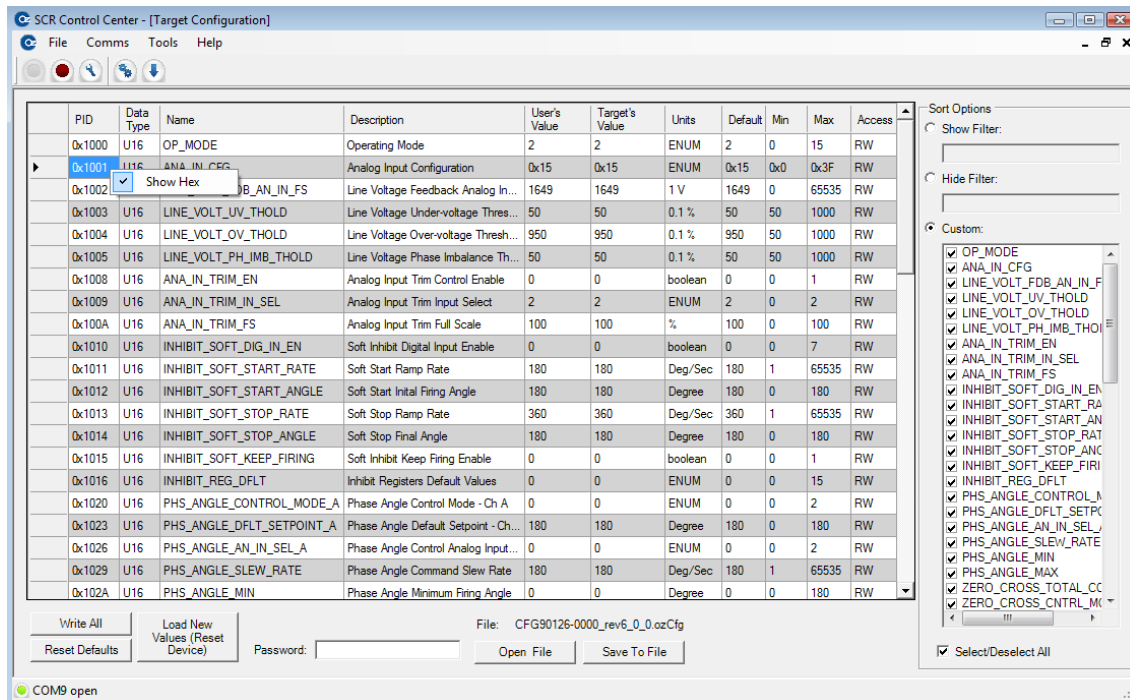 SCR Control Center - [Target Configuration]
File Comms Tools Help
PID Data Type Name Description User's Value Target's Value Units Default Min Max Access
0x1000 U16 OP_MODE Operating Mode 2 2 ENUM 2 0 15 RW
0x1001 U16 ANA_IN_CFG Analog Input Configuration 0x15 0x15 ENUM 0x15 0x0 0x3F RW
Show Hex
0x1002 DB_AN_IN_FS Line Voltage Feedback Analog In... 1649 1649 1 V 1649 0 65535 RW
0x1003 U16 LINE_VOLT_UV_THOLD Line Voltage Under-voltage Thres... 50 50 0.1 % 50 50 1000 RW
0x1004 U16 LINE_VOLT_OV_THOLD Line Voltage Over-voltage Thresh... 950 950 0.1 % 950 50 1000 RW
0x1005 U16 LINE_VOLT_PH_IMB_THOLD Line Voltage Phase Imbalance Th... 50 50 0.1 % 50 50 1000 RW
0x1008 U16 ANA_IN_TRIM_EN Analog Input Trim Control Enable 0 0 boolean 0 0 1 RW
0x1009 U16 ANA_IN_TRIM_IN_SEL Analog Input Trim Input Select 2 2 ENUM 2 0 2 RW
0x100A U16 ANA_IN_TRIM_FS Analog Input Trim Full Scale 100 100 % 100 0 100 RW
0x1010 U16 INHIBIT_SOFT_DIG_IN_EN Soft Inhibit Digital Input Enable 0 0 boolean 0 0 7 RW
0x1011 U16 INHIBIT_SOFT_START_RATE Soft Start Ramp Rate 180 180 Deg/Sec 180 1 65535 RW
0x1012 U16 INHIBIT_SOFT_START_ANGLE Soft Start Inital Firing Angle 180 180 Degree 180 0 180 RW
0x1013 U16 INHIBIT_SOFT_STOP_RATE Soft Stop Ramp Rate 360 360 Deg/Sec 360 1 65535 RW
0x1014 U16 INHIBIT_SOFT_STOP_ANGLE Soft Stop Final Angle 180 180 Degree 180 0 180 RW
0x1015 U16 INHIBIT_SOFT_KEEP_FIRING Soft Inhibit Keep Firing Enable 0 0 boolean 0 0 1 RW
0x1016 U16 INHIBIT_REG_DFLT Inhibit Registers Default Values 0 0 ENUM 0 0 15 RW
0x1020 U16 PHS_ANGLE_CONTROL_MODE_A Phase Angle Control Mode - Ch A 0 0 ENUM 0 0 2 RW
0x1023 U16 PHS_ANGLE_DFLT_SETPOINT_A Phase Angle Default Setpoint - Ch... 180 180 Degree 180 0 180 RW
0x1026 U16 PHS_ANGLE_AN_IN_SEL_A Phase Angle Control Analog Input... 0 0 ENUM 0 0 2 RW
0x1029 U16 PHS_ANGLE_SLEW_RATE Phase Angle Command Slew Rate 180 180 Deg/Sec 180 1 65535 RW
0x102A U16 PHS_ANGLE_MIN Phase Angle Minimum Firing Angle 0 0 Degree 0 0 180 RW
Write All
Reset Defaults
Load New
Values (Reset
Device)
Password:
File: CFG90126-0000_rev6_0_0.ozCfg
Open File Save To File
Sort Options
Show Filter:
Hide Filter:
Custom:
OP_MODE
ANA_IN_CFG
LINE_VOLT_FDB_AN_IN_F
LINE_VOLT_UV_THOLD
LINE_VOLT_OV_THOLD
LINE_VOLT_PH_IMB_THOL
ANA_IN_TRIM_EN
ANA_IN_TRIM_IN_SEL
ANA_IN_TRIM_FS
INHIBIT_SOFT_DIG_IN_EN
INHIBIT_SOFT_START_RA
INHIBIT_SOFT_START_AN
INHIBIT_SOFT_STOP_RAT
INHIBIT_SOFT_STOP_ANG
INHIBIT_SOFT_KEEP_FIRI
INHIBIT_REG_DFLT
PHS_ANGLE_CONTROL_M
PHS_ANGLE_DFLT_SETPO
PHS_ANGLE_AN_IN_SEL_A
PHS_ANGLE_SLEW_RATE
PHS_ANGLE_MIN
PHS_ANGLE_MAX
ZERO_CROSS_TOTAL_CC
ZERO_CROSS_CNTRL_MO
Select/Deselect All
COM9 open